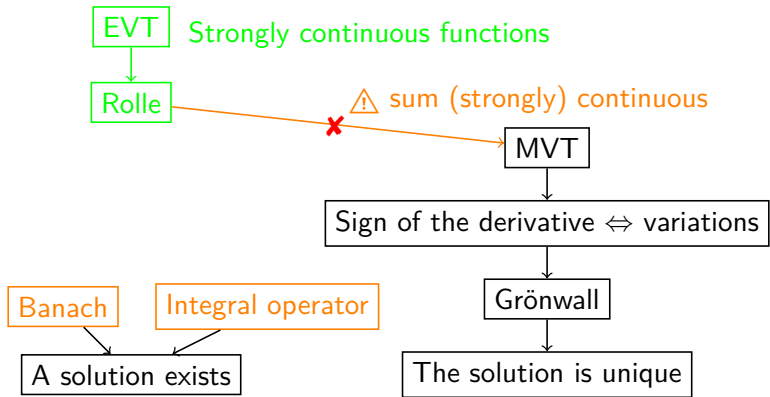 EVT
Strongly continuous functions
Rolle
⚠ sum (strongly) continuous
MVT
Sign of the derivative ⇔ variations
Banach
Integral operator
Grönwall
A solution exists
The solution is unique